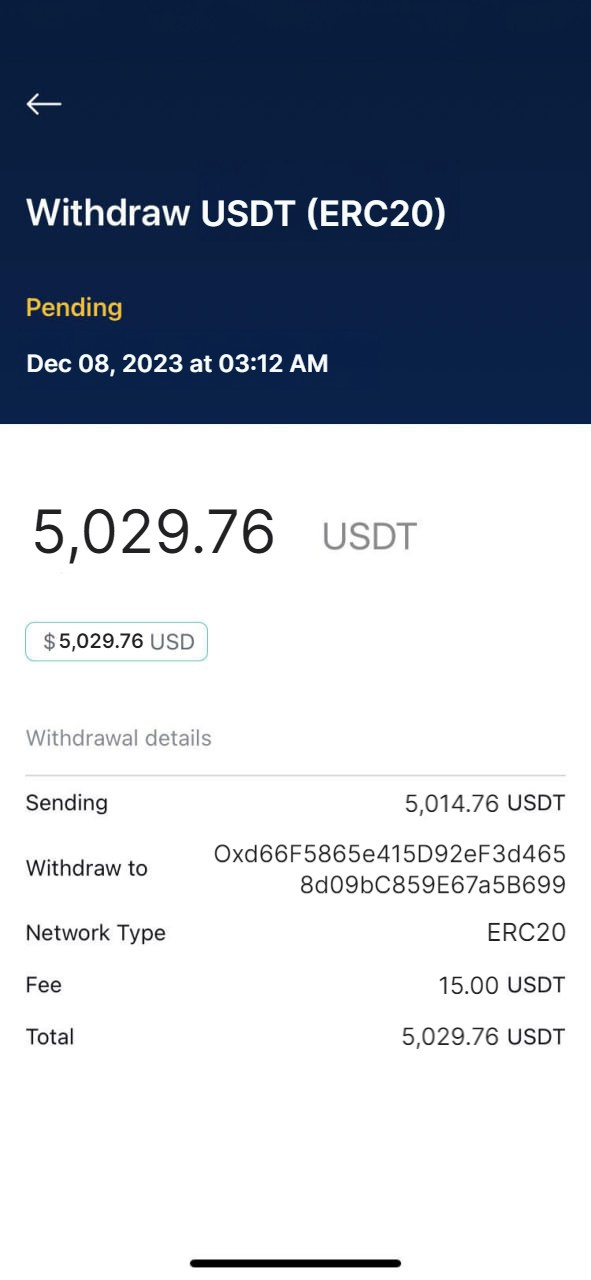 Withdraw USDT (ERC20)
Pending
Dec 08, 2023 at 03:12 AM
5,029.76 USDT
$5,029.76 USD
Withdrawal details
Sending 5,014.76 USDT
Withdraw to 0xd66F5865e415D92eF3d465
8d09bC859E67a5B699
Network Type ERC20
Fee 15.00 USDT
Total 5,029.76 USDT